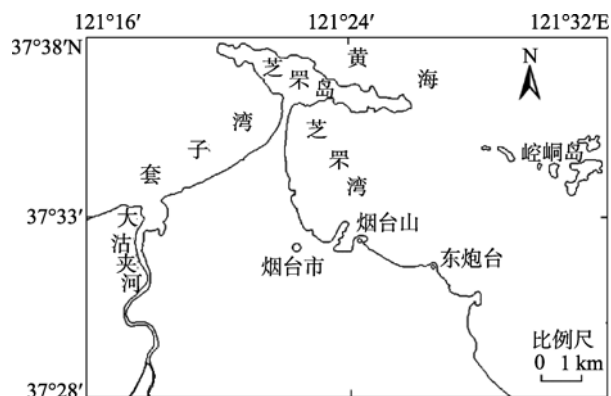 121°16′ 121°24′ 121°32′E
37°38′N
37°33′
37°28′
黄海
N
芝罘岛
芝罘湾
套子湾
崆峒岛
大沽夹河
烟台山
烟台市
东炮台
比例尺
0 1 km